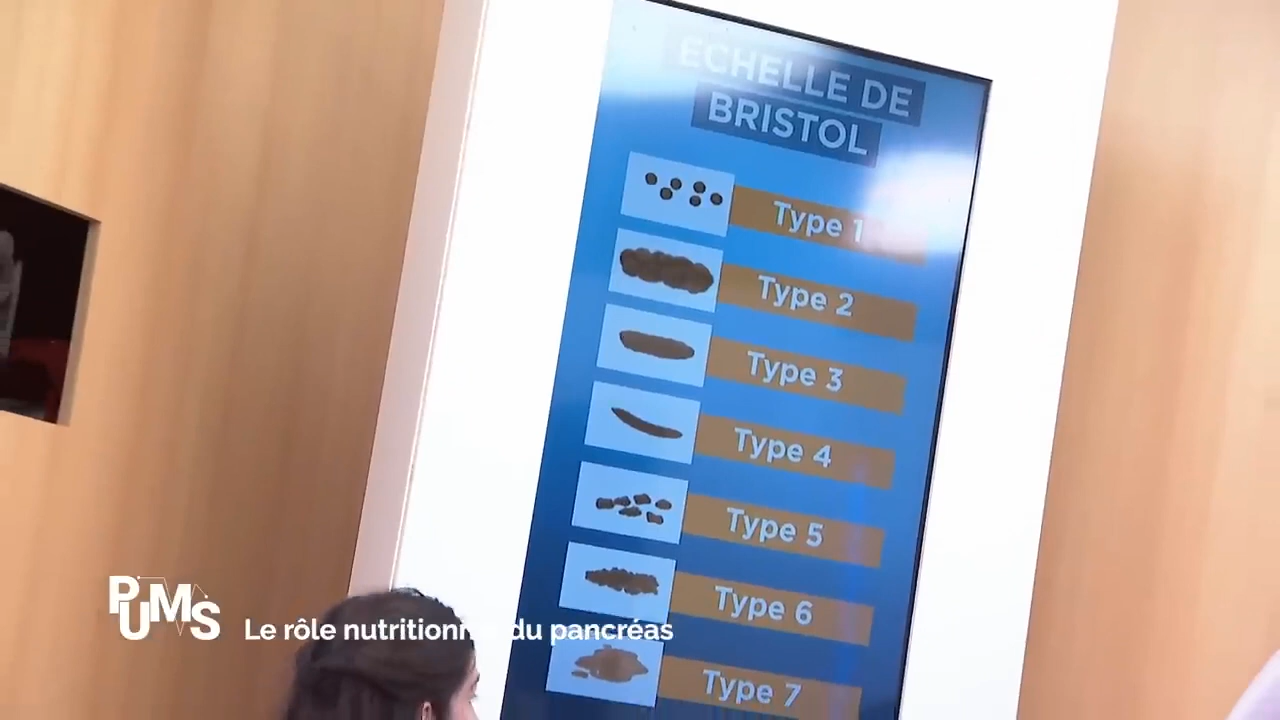 ECHELLE DE
BRISTOL
Type 1
Type 2
Type 3
Type 4
Type 5
Type 6
Type 7
PUMS
Le rôle nutritionnel du pancréas